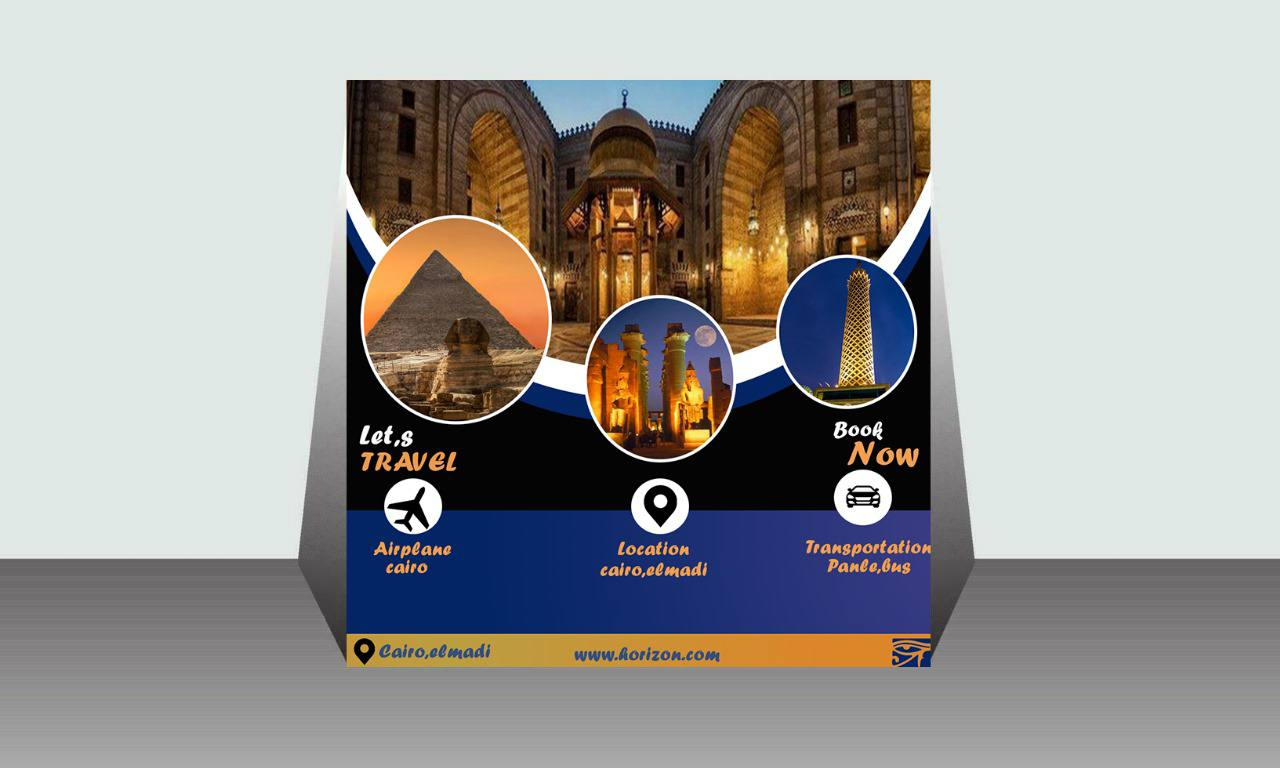 Let,s
TRAVEL
Book
Now
Airplane
cairo
Location
cairo,elmadi
Transportation
Panle,bus
Cairo,elmadi
www.horizon.com